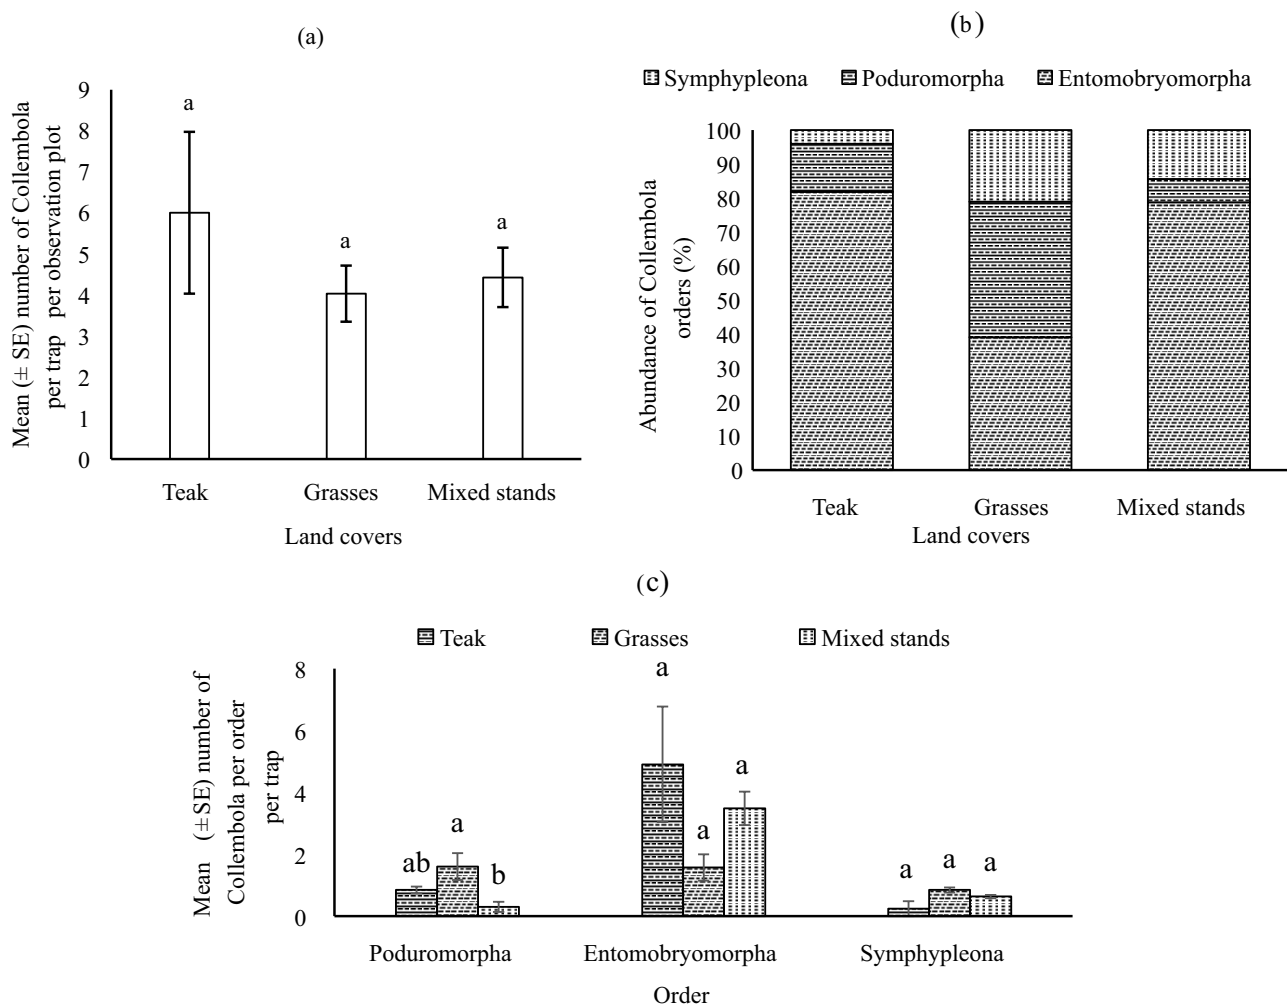 (a)
Mean (± SE) number of Collembola
per trap per observation plot
9
8
7
6
5
4
3
2
1
0
a
a
a
Teak Grasses Mixed stands
Land covers
(b)
Symphypleona Poduromorpha Entomobryomorpha
Abundance of Collembola
orders (%)
100
90
80
70
60
50
40
30
20
10
0
Teak Grasses Mixed stands
Land covers
(c)
Teak Grasses Mixed stands
Mean (± SE) number of
Collembola per order
per trap
8
6
4
2
0
ab a b
a a a
a a a
Poduromorpha Entomobryomorpha Symphypleona
Order